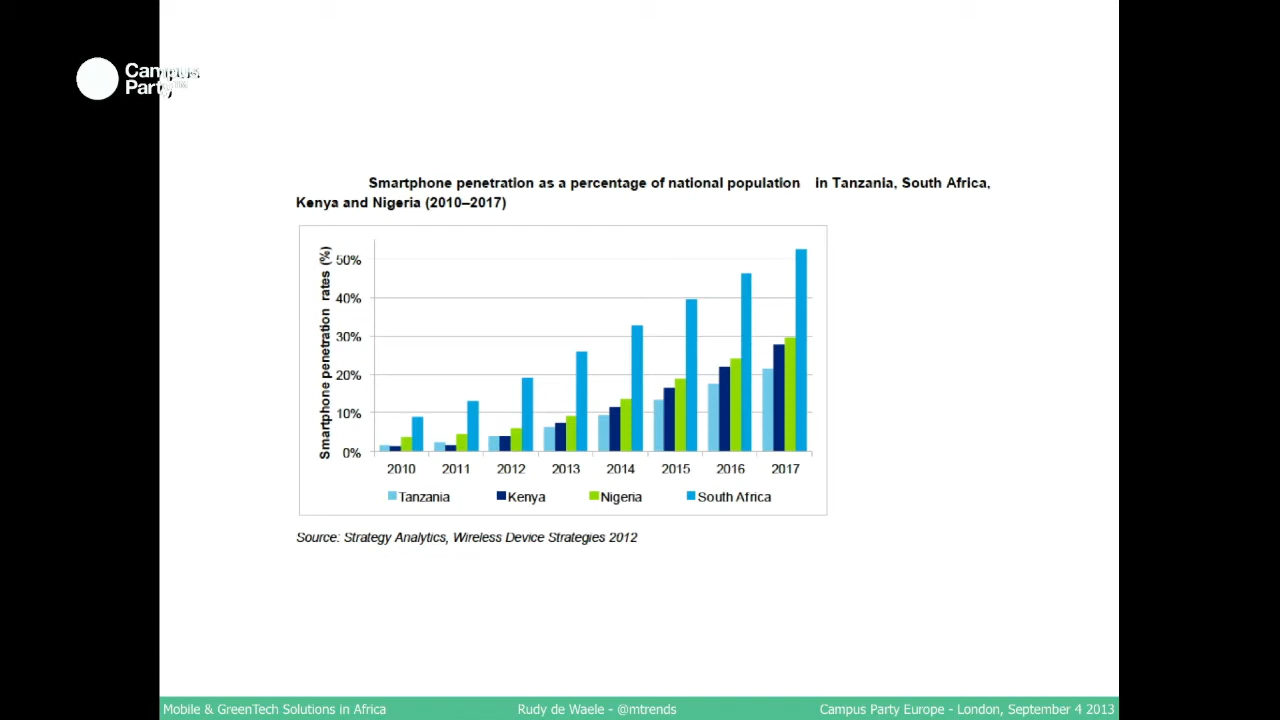 Campus
Party™
Smartphone penetration as a percentage of national population in Tanzania, South Africa,
Kenya and Nigeria (2010–2017)
Smartphone penetration rates (%)
50%
40%
30%
20%
10%
0%
2010 2011 2012 2013 2014 2015 2016 2017
Tanzania Kenya Nigeria South Africa
Source: Strategy Analytics, Wireless Device Strategies 2012
Mobile & GreenTech Solutions in Africa Rudy de Waele - @mtrends Campus Party Europe - London, September 4 2013